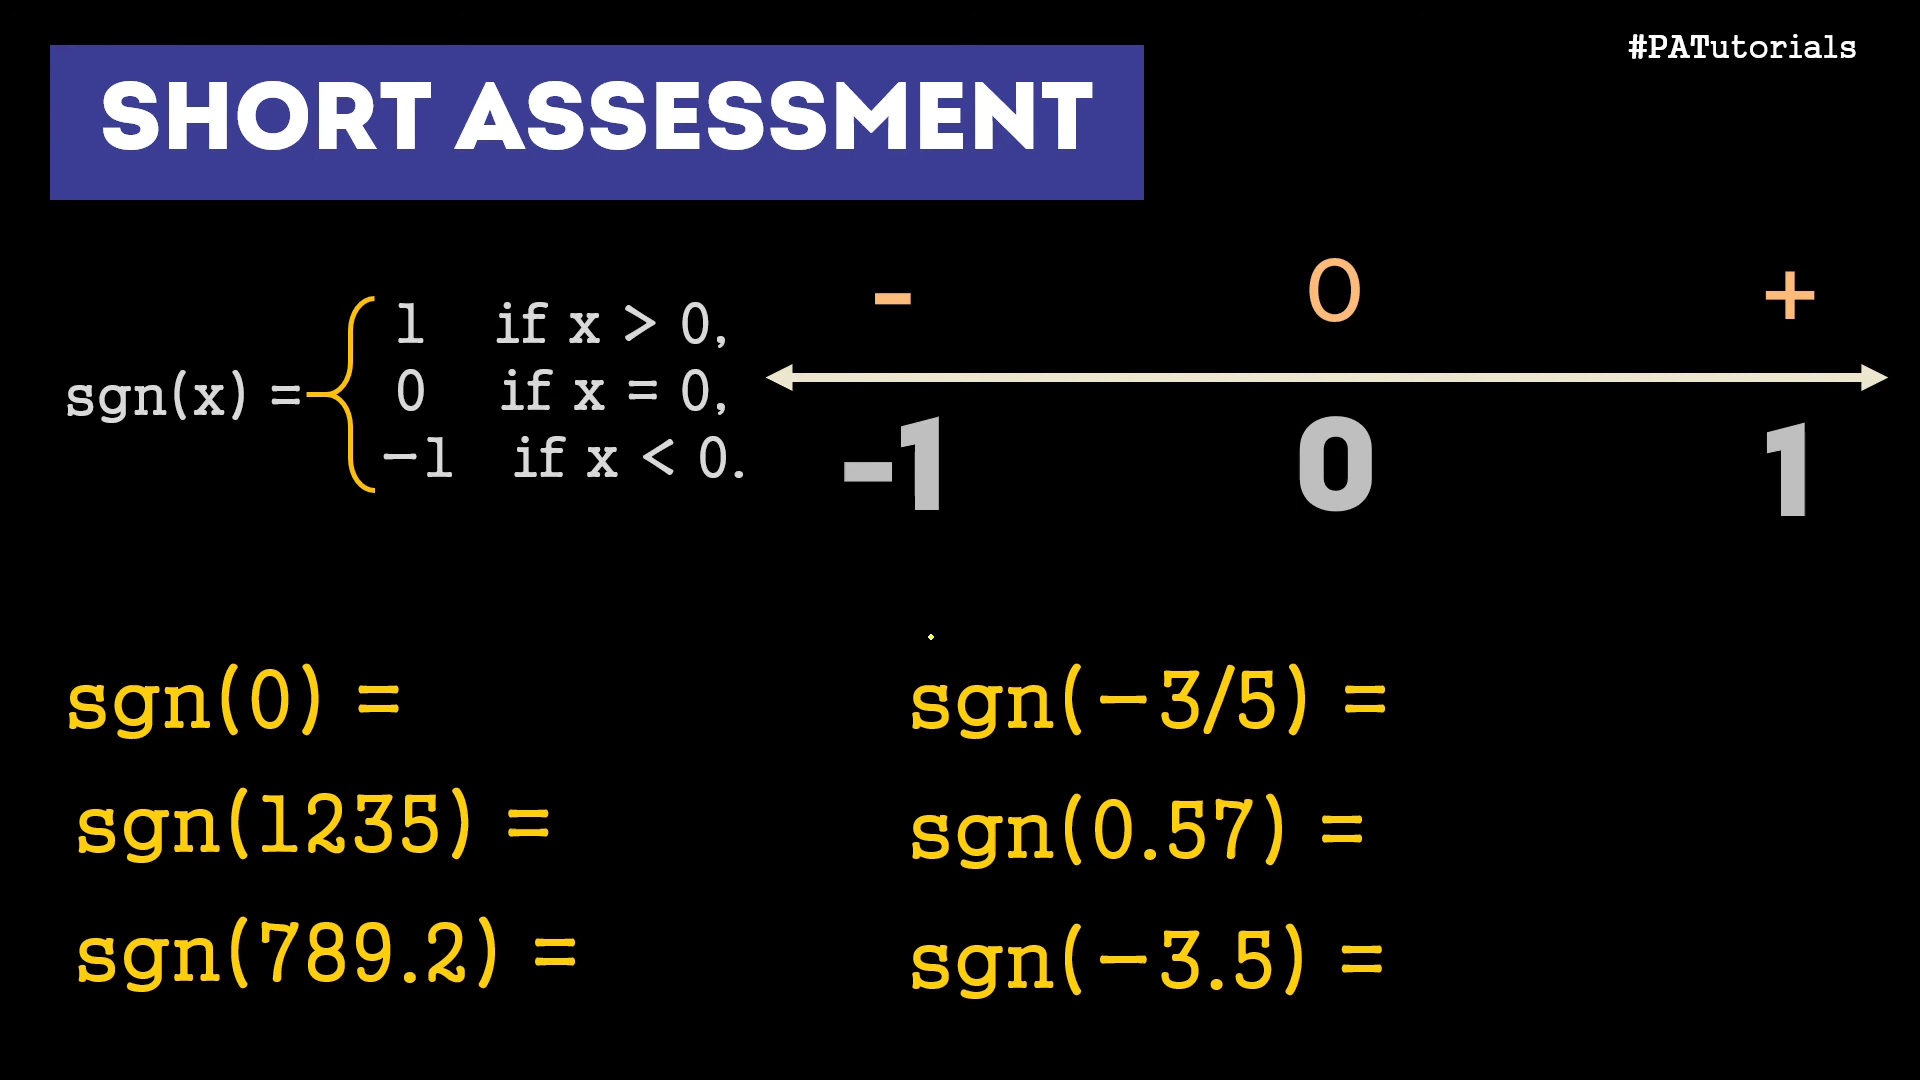 #PATutorials
SHORT ASSESSMENT
sgn(x) =
1 if x > 0,
0 if x = 0,
−1 if x < 0.
- 0 +
-1 0 1
sgn(0) =
sgn(1235) =
sgn(789.2) =
sgn(−3/5) =
sgn(0.57) =
sgn(−3.5) =